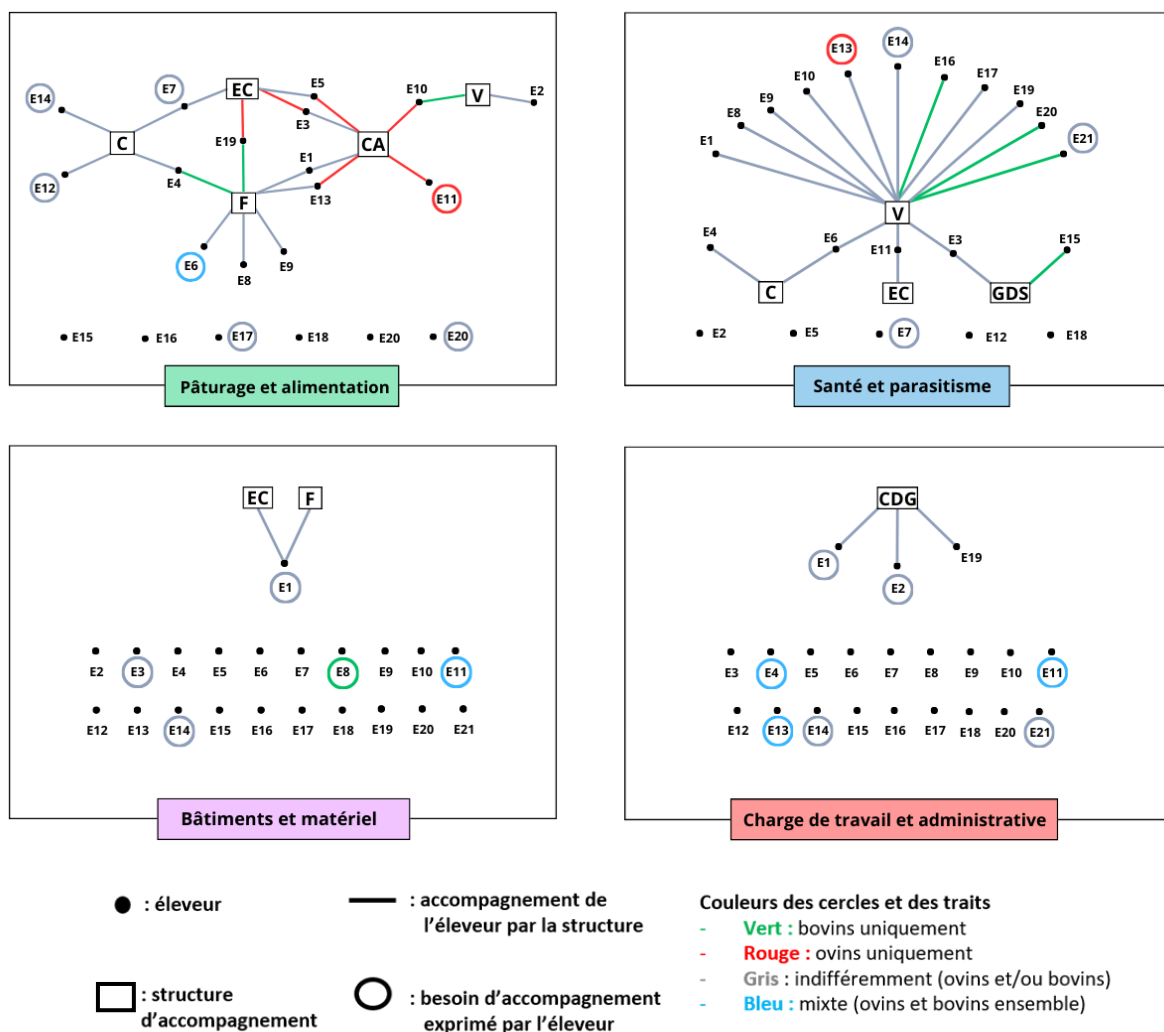 E14
E7
EC
E5
E10
V
E2
E3
C
E19
CA
E12
E4
E1
E13
E11
F
E6
E8
E9
E15
E16
E17
E18
E20
E20
Pâturage et alimentation
E13
E14
E16
E10
E17
E9
E19
E8
E20
E1
E21
V
E4
E6
E11
E3
E15
C
EC
GDS
E2
E5
E7
E12
E18
Santé et parasitisme
EC
F
E1
E2
E3
E4
E5
E6
E7
E8
E9
E10
E11
E12
E13
E14
E15
E16
E17
E18
E19
E20
E21
Bâtiments et matériel
CDG
E1
E2
E19
E3
E4
E5
E6
E7
E8
E9
E10
E11
E12
E13
E14
E15
E16
E17
E18
E20
E21
Charge de travail et administrative
: éleveur
: accompagnement de
l’éleveur par la structure
: structure
d’accompagnement
: besoin d’accompagnement
exprimé par l’éleveur
Couleurs des cercles et des traits
- Vert : bovins uniquement
- Rouge : ovins uniquement
- Gris : indifféremment (ovins et/ou bovins)
- Bleu : mixte (ovins et bovins ensemble)